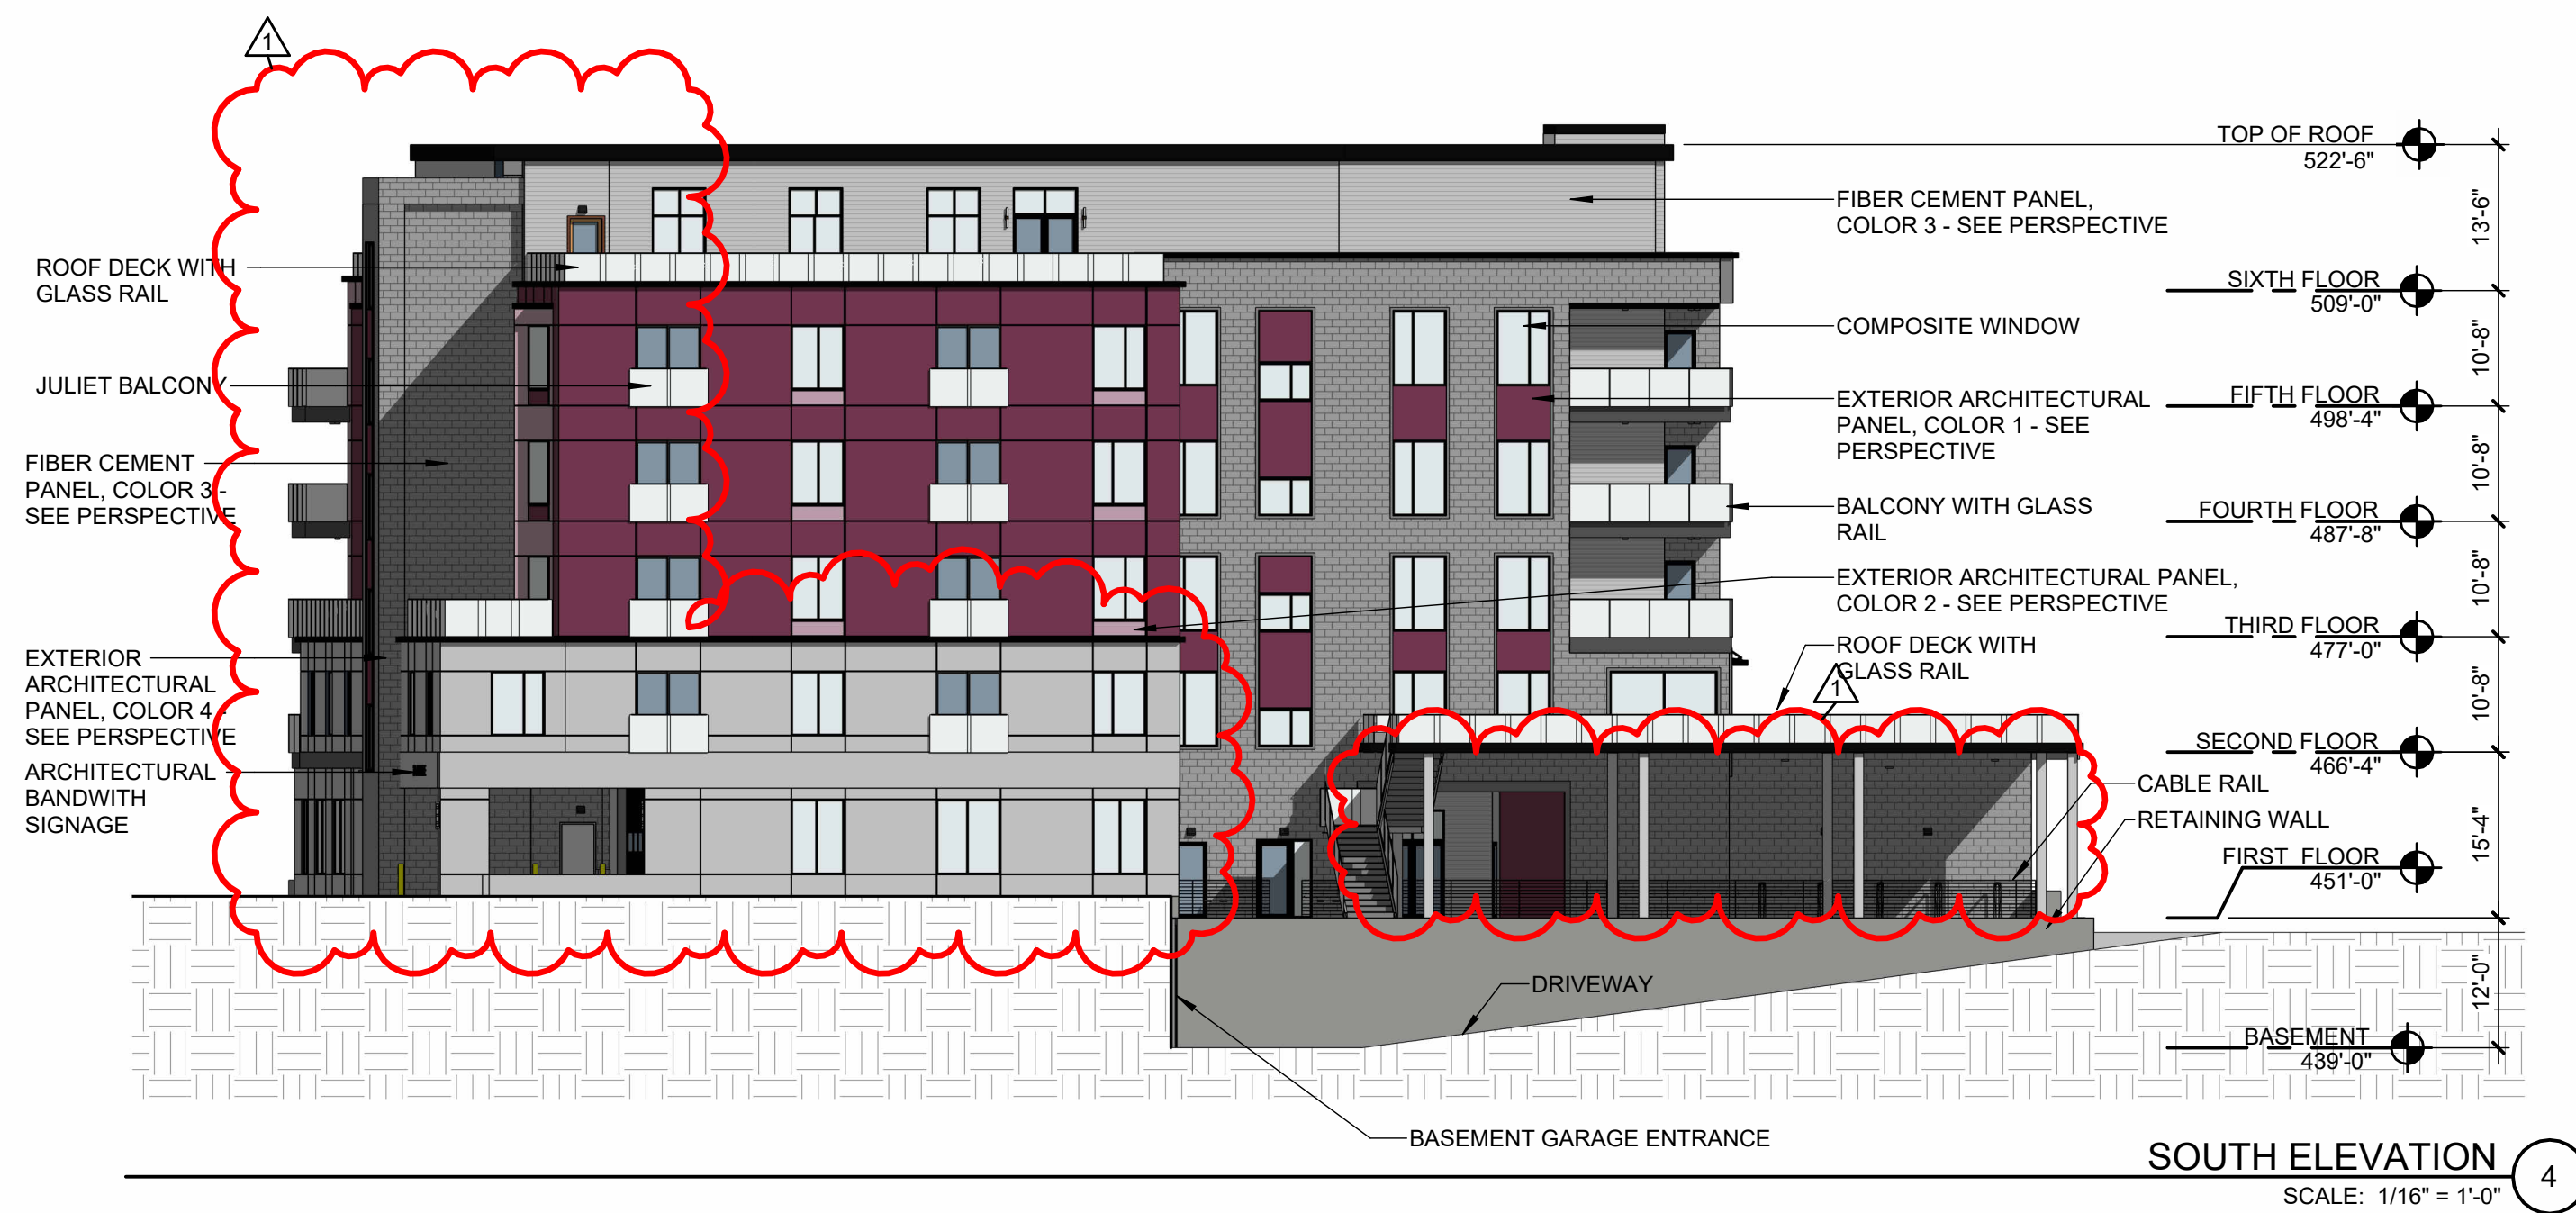 1
TOP OF ROOF
522'-6"
13'-6"
FIBER CEMENT PANEL,
COLOR 3 - SEE PERSPECTIVE
ROOF DECK WITH
GLASS RAIL
SIXTH FLOOR
509'-0"
COMPOSITE WINDOW
10'-8"
JULIET BALCONY
EXTERIOR ARCHITECTURAL
PANEL, COLOR 1 - SEE
PERSPECTIVE
FIFTH FLOOR
498'-4"
10'-8"
FIBER CEMENT
PANEL, COLOR 3 -
SEE PERSPECTIVE
BALCONY WITH GLASS
RAIL
FOURTH FLOOR
487'-8"
10'-8"
EXTERIOR ARCHITECTURAL PANEL,
COLOR 2 - SEE PERSPECTIVE
THIRD FLOOR
477'-0"
ROOF DECK WITH
GLASS RAIL
1
10'-8"
EXTERIOR
ARCHITECTURAL
PANEL, COLOR 4 -
SEE PERSPECTIVE
SECOND FLOOR
466'-4"
ARCHITECTURAL
BANDWITH
SIGNAGE
CABLE RAIL
RETAINING WALL
15'-4"
FIRST FLOOR
451'-0"
DRIVEWAY
12'-0"
BASEMENT
439'-0"
BASEMENT GARAGE ENTRANCE
SOUTH ELEVATION
4
SCALE: 1/16" = 1'-0"